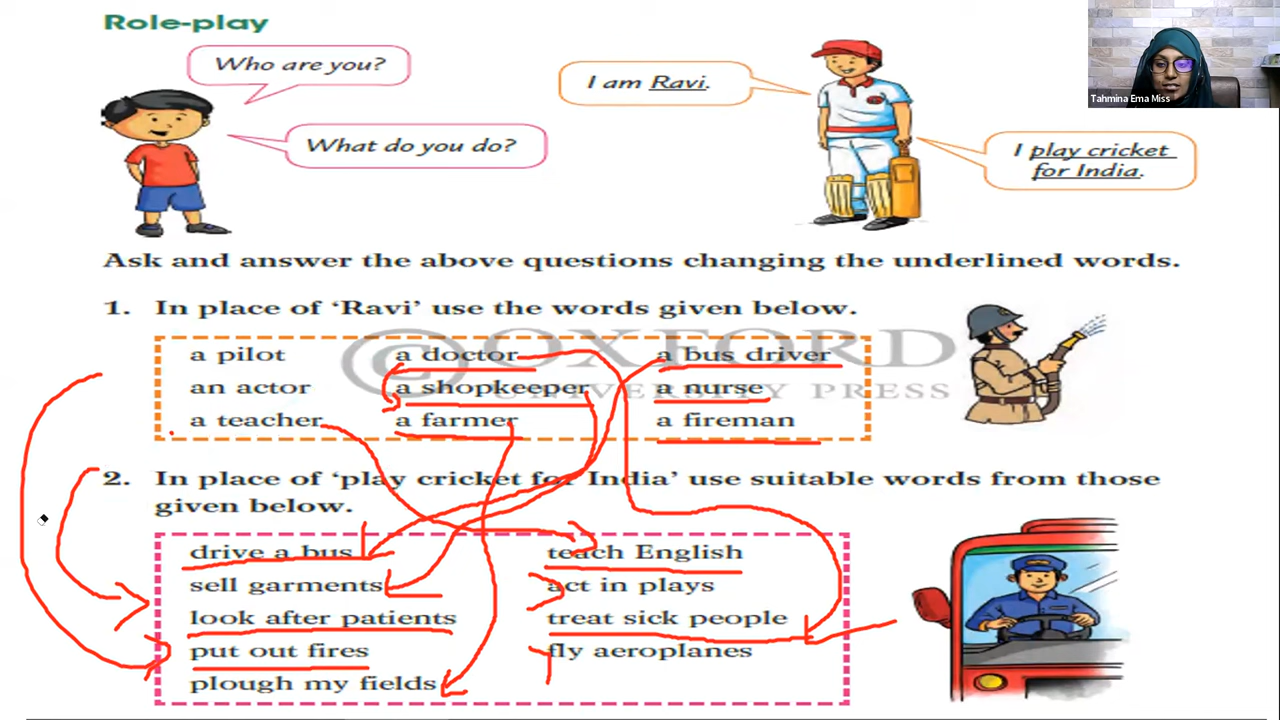 Role-play
Who are you?
What do you do?
I am Ravi.
I play cricket
for India.
Tahmina Ema Miss
Ask and answer the above questions changing the underlined words.
1. In place of ‘Ravi’ use the words given below.
© OXFORD
UNIVERSITY PRESS
a pilot a doctor a bus driver
an actor a shopkeeper a nurse
a teacher a farmer a fireman
2. In place of ‘play cricket for India’ use suitable words from those
given below.
drive a bus teach English
sell garments act in plays
look after patients treat sick people
put out fires fly aeroplanes
plough my fields